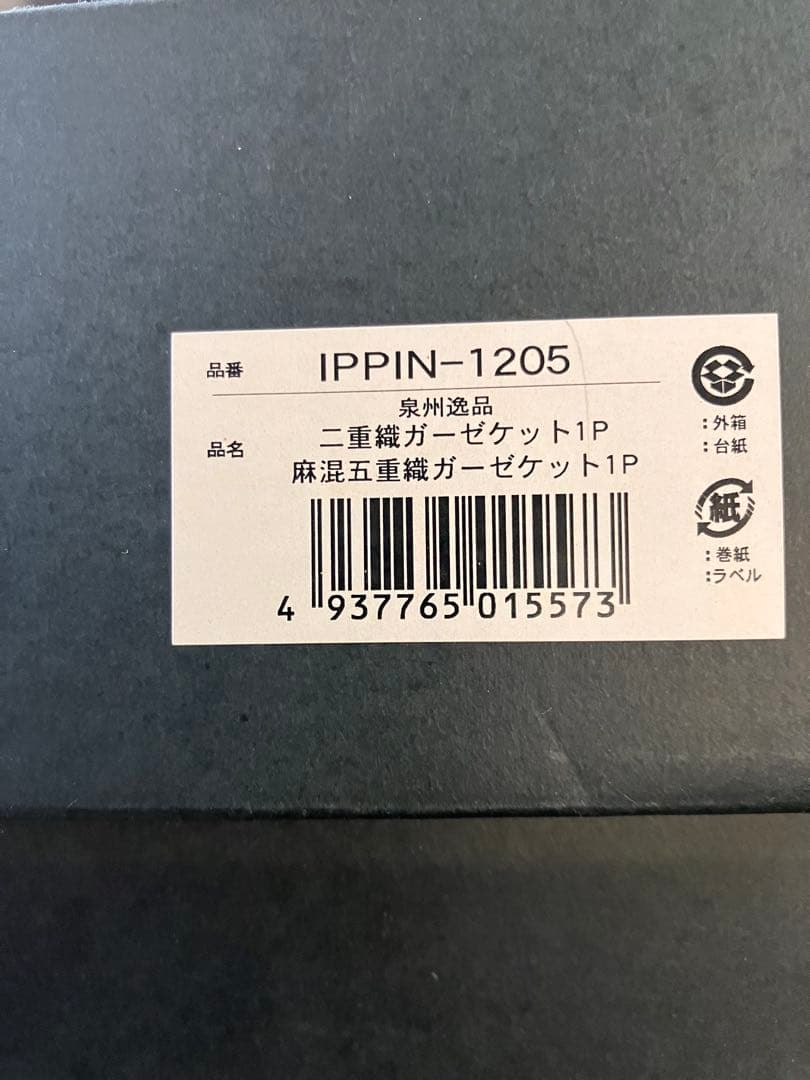 品番 IPPIN-1205
品名 泉州逸品
二重織ガーゼケット1P
麻混五重織ガーゼケット1P
4 937765 015573
:外箱
:台紙
紙
:巻紙
:ラベル